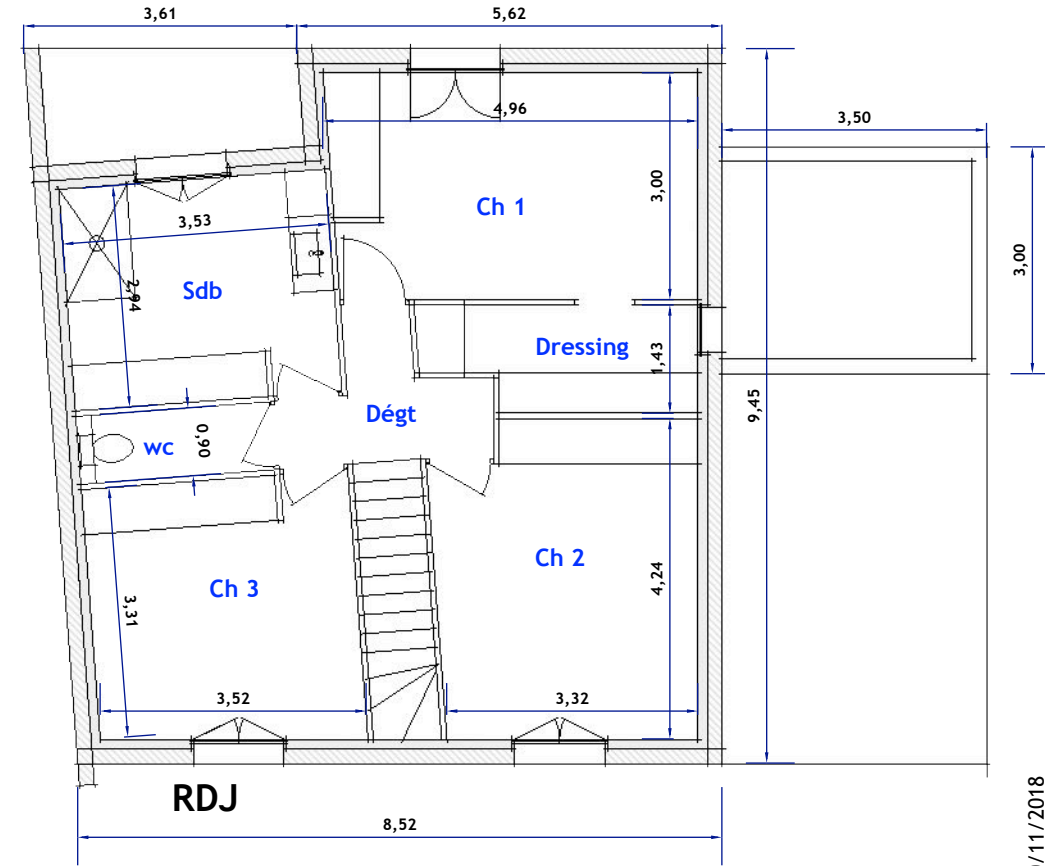 3,61
5,62
4,96
3,50
3,00
3,00
Ch 1
3,53
2,94
Sdb
Dressing
1,43
9,45
Dégt
wc
0,90
Ch 2
4,24
Ch 3
3,31
3,52
3,32
RDJ
8,52
/11/2018